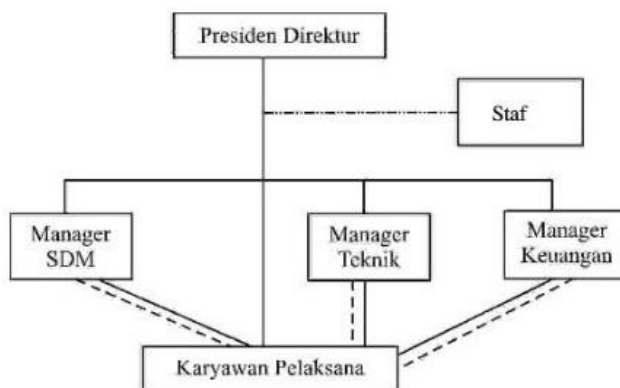 Presiden Direktur
Staf
Manager
SDM
Manager
Teknik
Manager
Keuangan
Karyawan Pelaksana